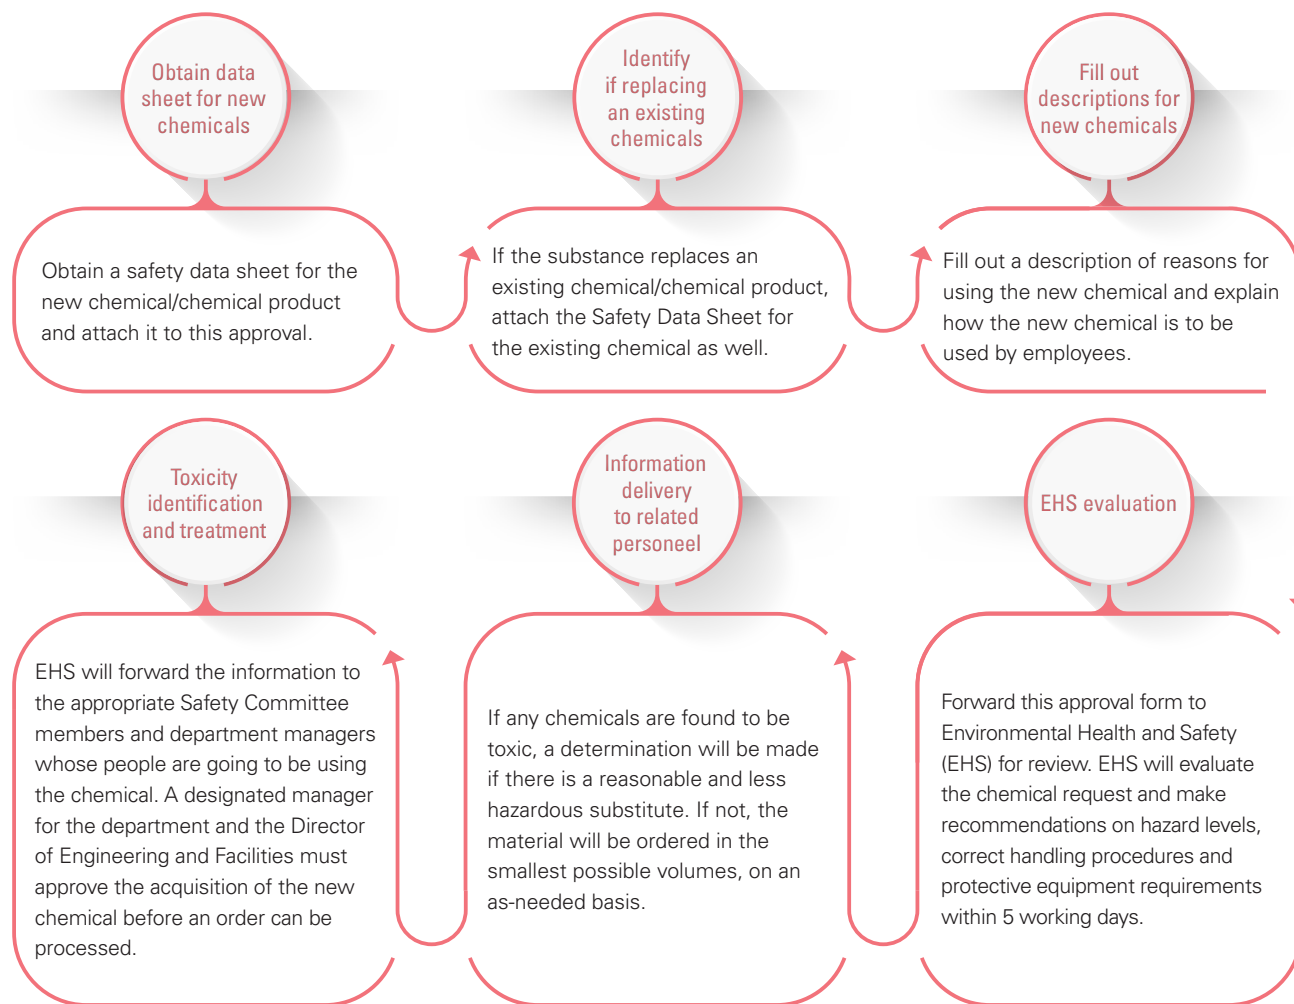 Obtain data
sheet for new
chemicals
Obtain a safety data sheet for the
new chemical/chemical product
and attach it to this approval.
Identify
if replacing
an existing
chemicals
If the substance replaces an
existing chemical/chemical product,
attach the Safety Data Sheet for
the existing chemical as well.
Fill out
descriptions for
new chemicals
Fill out a description of reasons for
using the new chemical and explain
how the new chemical is to be
used by employees.
Toxicity
identification
and treatment
EHS will forward the information to
the appropriate Safety Committee
members and department managers
whose people are going to be using
the chemical. A designated manager
for the department and the Director
of Engineering and Facilities must
approve the acquisition of the new
chemical before an order can be
processed.
Information
delivery
to related
personeel
If any chemicals are found to be
toxic, a determination will be made
if there is a reasonable and less
hazardous substitute. If not, the
material will be ordered in the
smallest possible volumes, on an
as-needed basis.
EHS evaluation
Forward this approval form to
Environmental Health and Safety
(EHS) for review. EHS will evaluate
the chemical request and make
recommendations on hazard levels,
correct handling procedures and
protective equipment requirements
within 5 working days.